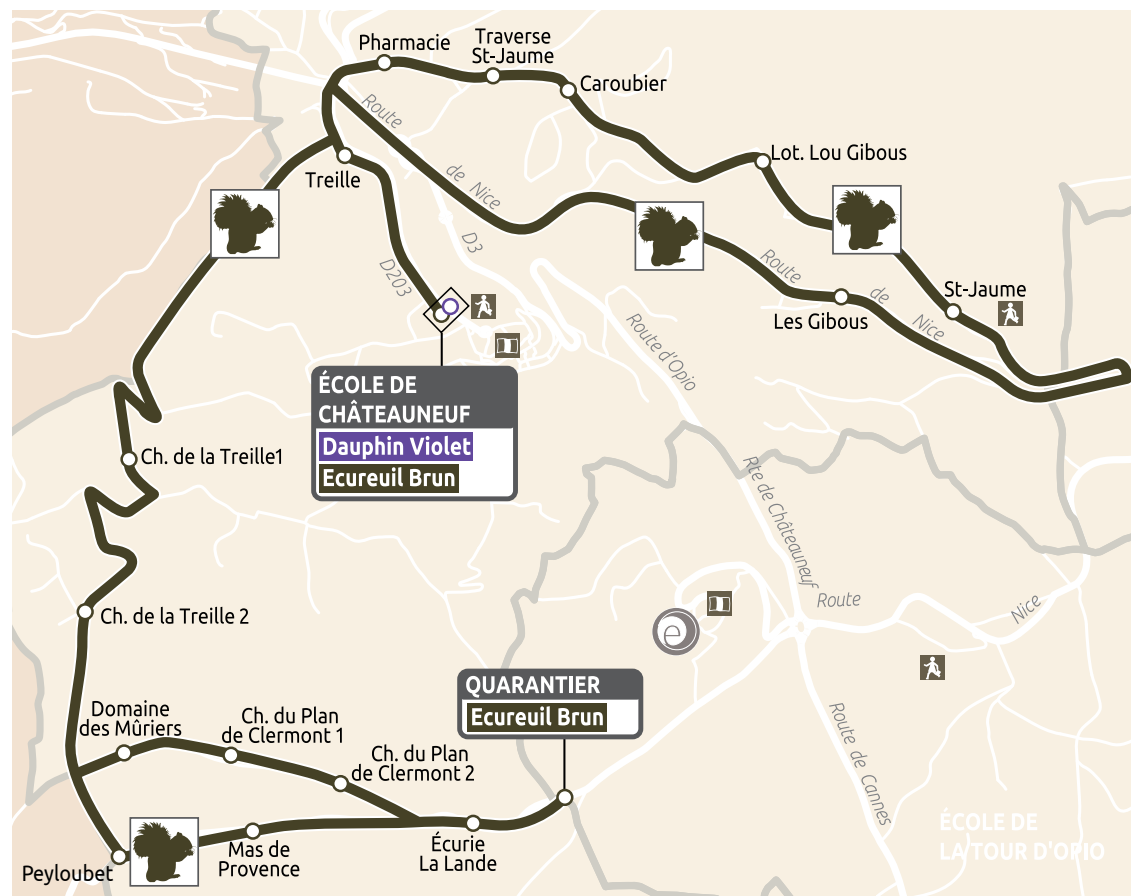 Pharmacie
Traverse
St-Jaume
Caroubier
Route
de Nice
Treille
Lot. Lou Gibous
D3
D203
Route
de
Nice
St-Jaume
Les Gibous
Route d'Opio
ÉCOLE DE
CHÂTEAUNEUF
Dauphin Violet
Ecureuil Brun
Ch. de la Treille1
Rte de Châteauneuf
Ch. de la Treille 2
Route
Nice
e
QUARANTIER
Ecureuil Brun
Domaine
des Mûriers
Ch. du Plan
de Clermont 1
Ch. du Plan
de Clermont 2
Route de Cannes
Écurie
La Lande
Mas de
Provence
Peyloubet
ÉCOLE DE
LA TOUR D'OPIO